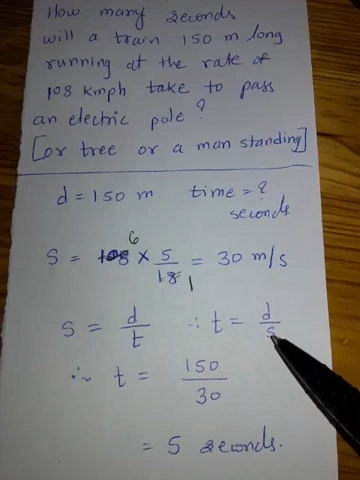 How many seconds
will a train 150 m long
running at the rate of
108 kmph take to pass
an electric pole?
[or tree or a man standing]
d = 150 m time = ?
seconds
6
S = 108 × 5/18 = 30 m/s
1
S = d/t ∴ t = d/s
∴ t = 150/30
= 5 seconds.